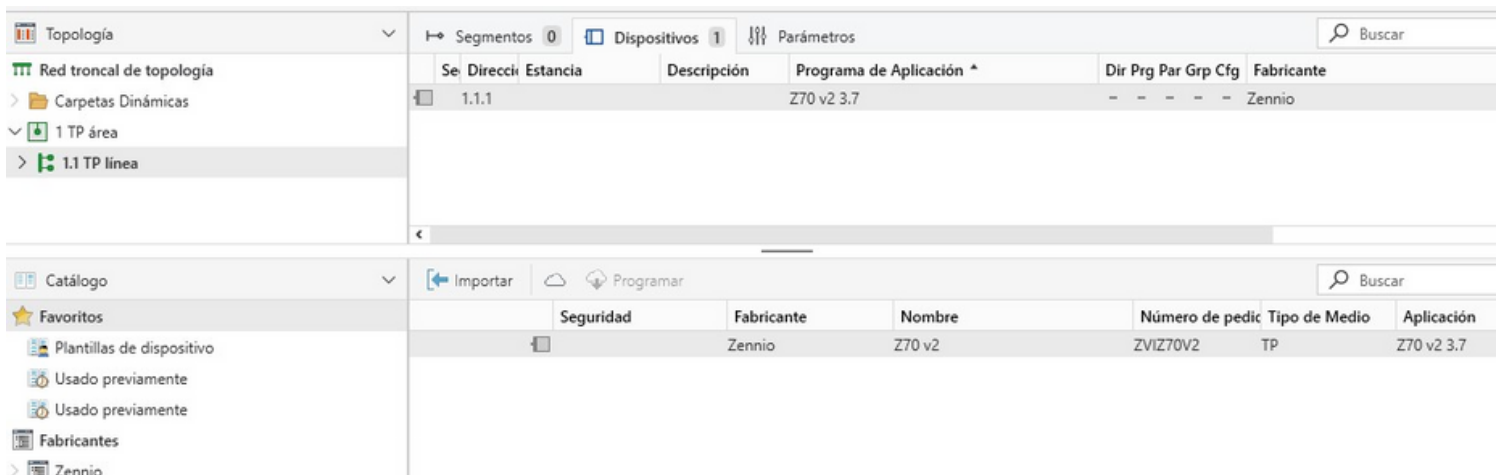 Topología
Segmentos 0 Dispositivos 1 Parámetros Buscar
Red troncal de topología
Se Direcci Estancia Descripción Programa de Aplicación Dir Prg Par Grp Cfg Fabricante
Carpetas Dinámicas
1.1.1 Z70 v2 3.7 - - - - - Zennio
1 TP área
1.1 TP línea
Catálogo
Importar Programar Buscar
Favoritos
Seguridad Fabricante Nombre Número de pedic Tipo de Medio Aplicación
Plantillas de dispositivo
Zennio Z70 v2 ZVIZ70V2 TP Z70 v2 3.7
Usado previamente
Usado previamente
Fabricantes
Zennio